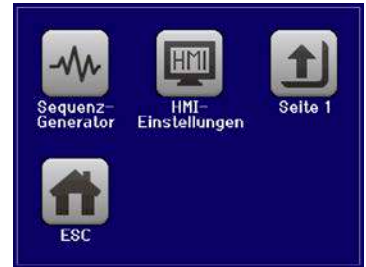 HMI
Sequenz-
Generator
HMI-
Einstellungen
Seite 1
ESC